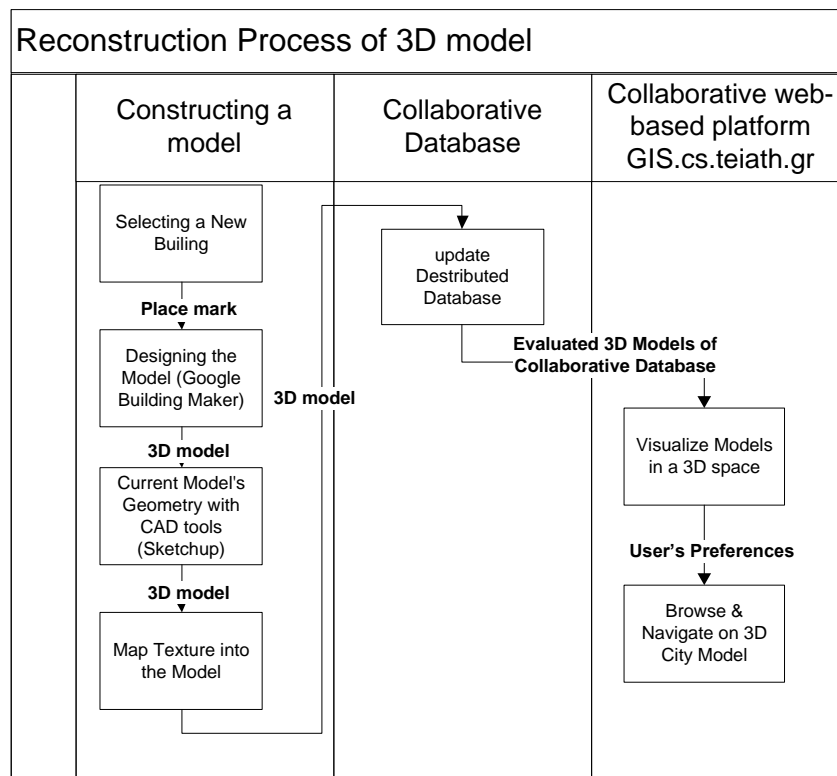 Reconstruction Process of 3D model
Constructing a
model
Collaborative
Database
Collaborative web-
based platform
GIS.cs.teiath.gr
Selecting a New
Builing
Place mark
Designing the
Model (Google
Building Maker)
3D model
Current Model's
Geometry with
CAD tools
(Sketchup)
3D model
Map Texture into
the Model
3D model
update
Destributed
Database
Evaluated 3D Models of
Collaborative Database
Visualize Models
in a 3D space
User's Preferences
Browse &
Navigate on 3D
City Model